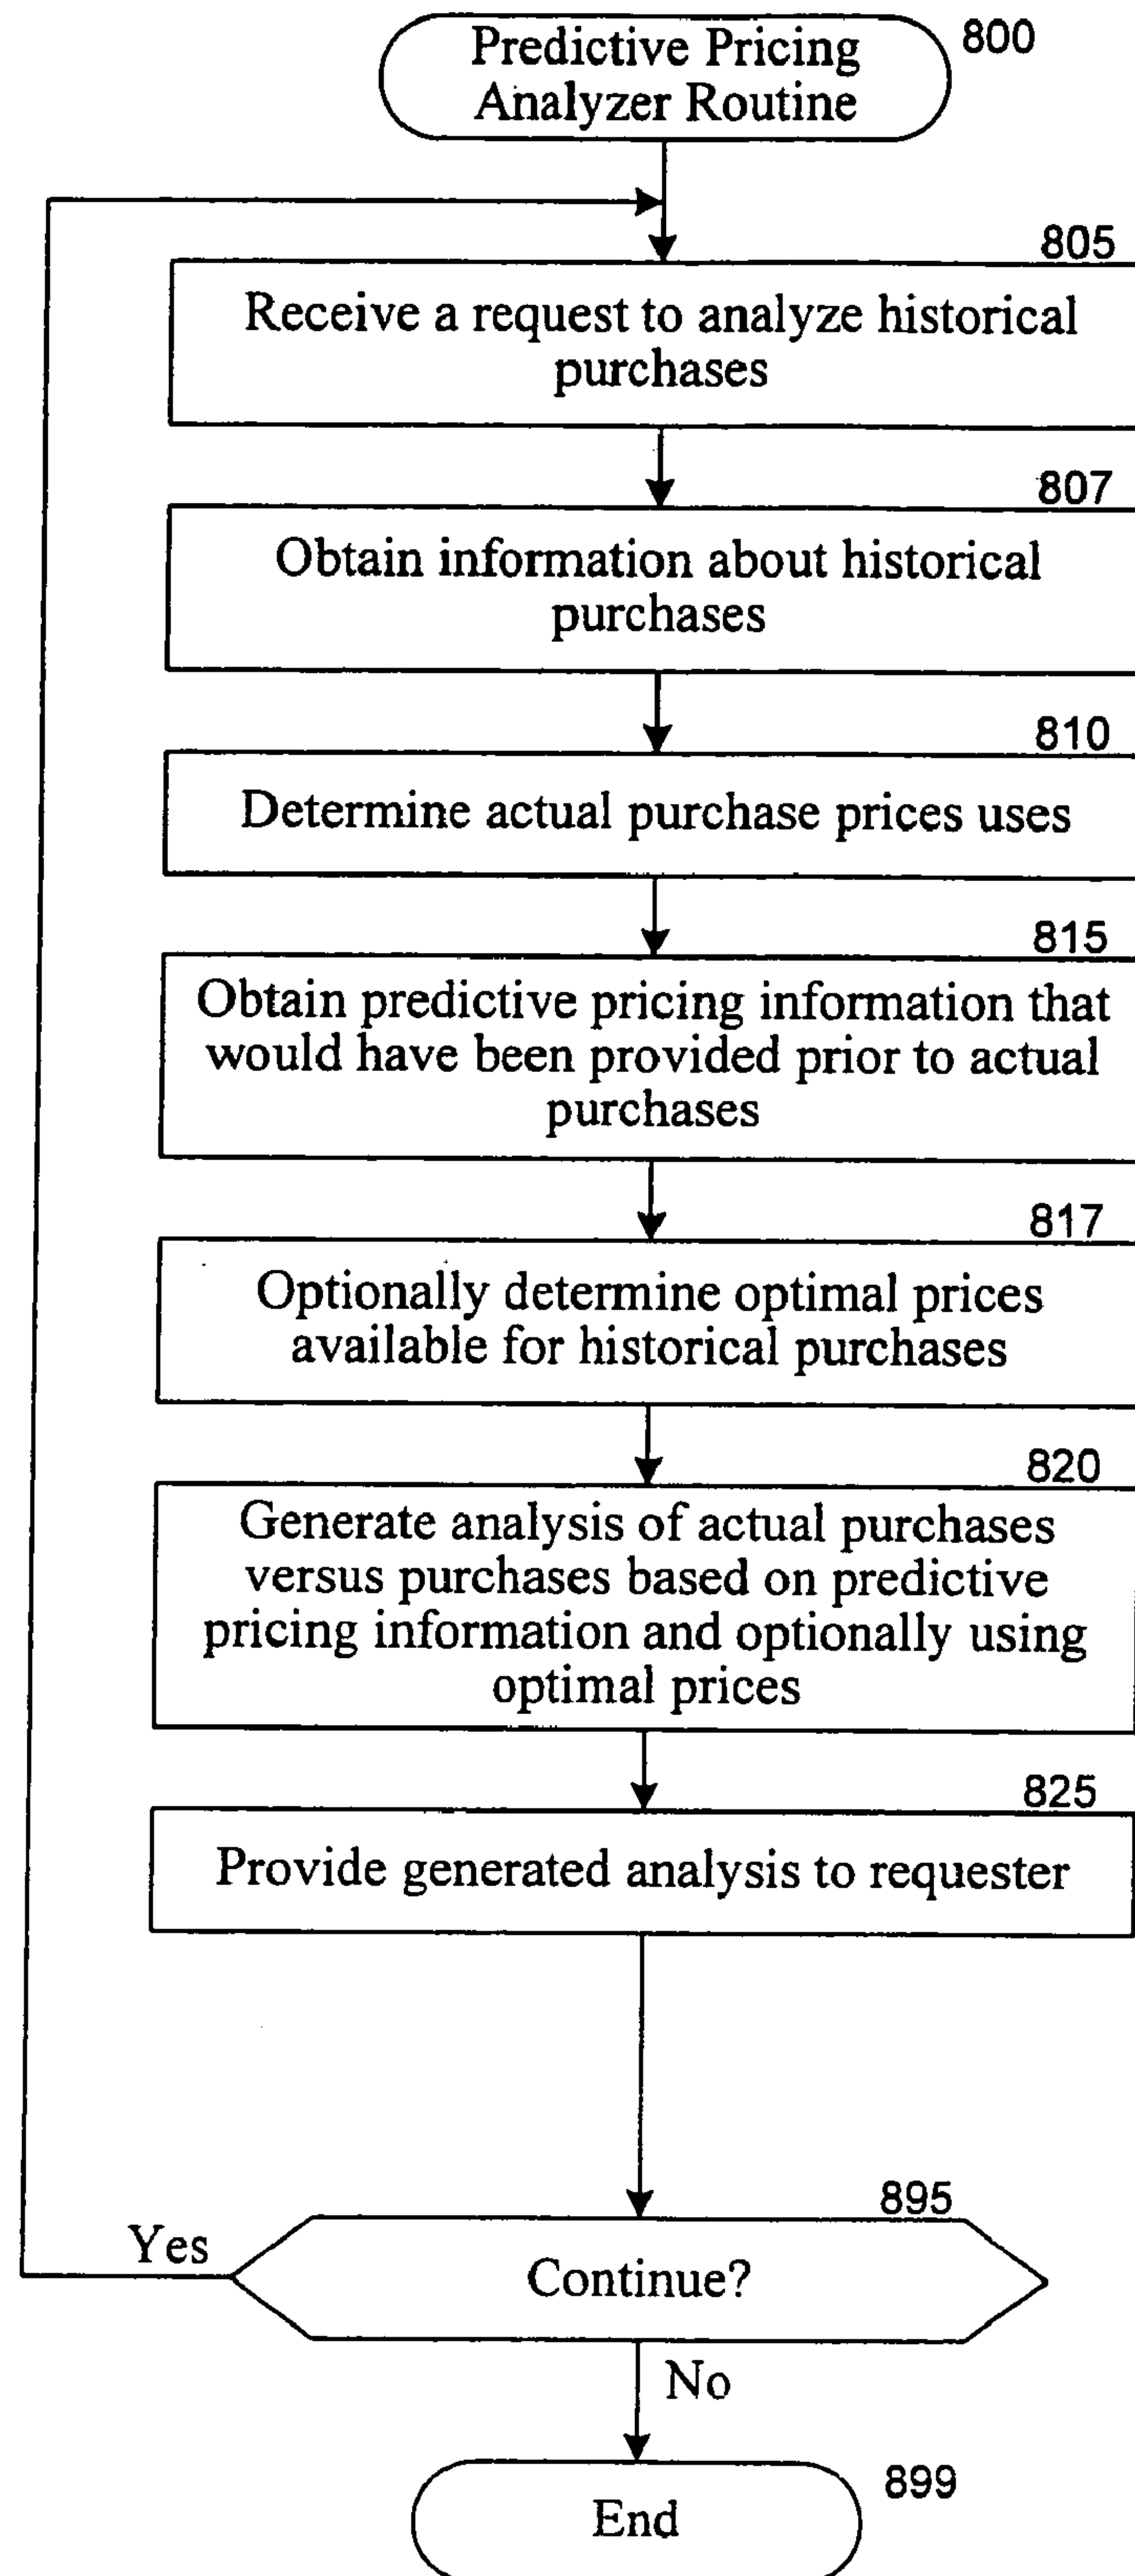 Predictive Pricing
Analyzer Routine
800
805
Receive a request to analyze historical
purchases
807
Obtain information about historical
purchases
810
Determine actual purchase prices uses
815
Obtain predictive pricing information that
would have been provided prior to actual
purchases
817
Optionally determine optimal prices
available for historical purchases
820
Generate analysis of actual purchases
versus purchases based on predictive
pricing information and optionally using
optimal prices
825
Provide generated analysis to requester
895
Yes
Continue?
No
899
End